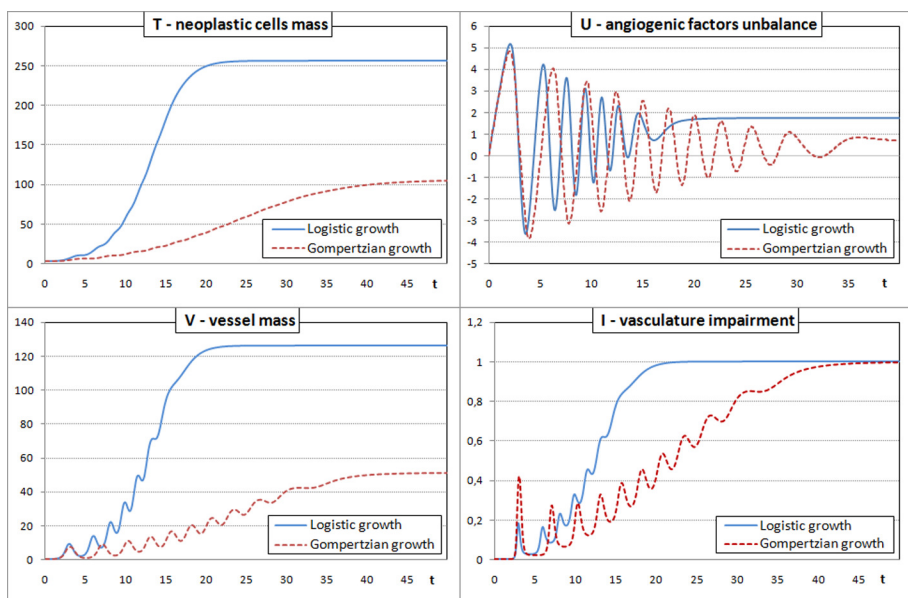 T - neoplastic cells mass
300
250
200
150
100
50
0
Logistic growth
Gompertzian growth
0 5 10 15 20 25 30 35 40 45 t
U - angiogenic factors unbalance
6
5
4
3
2
1
0
-1
-2
-3
-4
-5
Logistic growth
Gompertzian growth
0 5 10 15 20 25 30 35 t
V - vessel mass
140
120
100
80
60
40
20
0
Logistic growth
Gompertzian growth
0 5 10 15 20 25 30 35 40 45 t
I - vasculature impairment
1,2
1
0,8
0,6
0,4
0,2
0
Logistic growth
Gompertzian growth
0 5 10 15 20 25 30 35 40 45 t